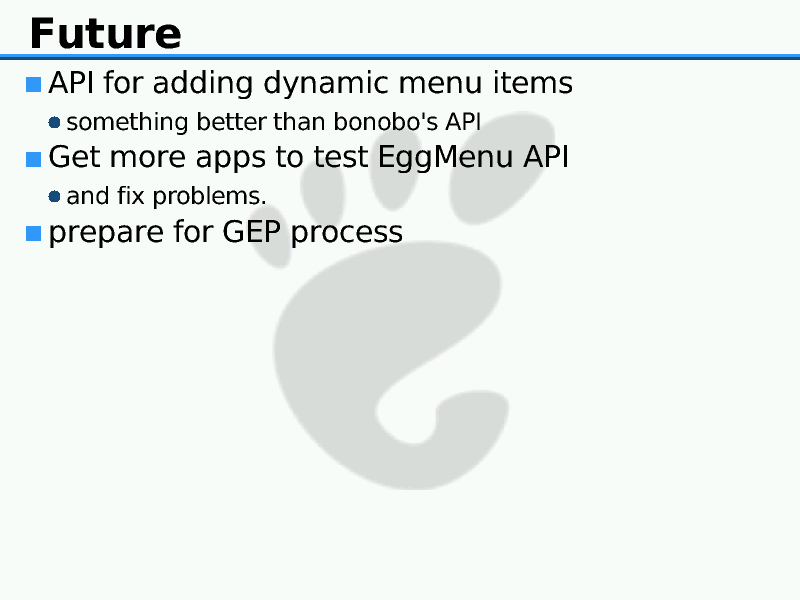 Future
API for adding dynamic menu items
something better than bonobo's API
Get more apps to test EggMenu API
and fix problems.
prepare for GEP process